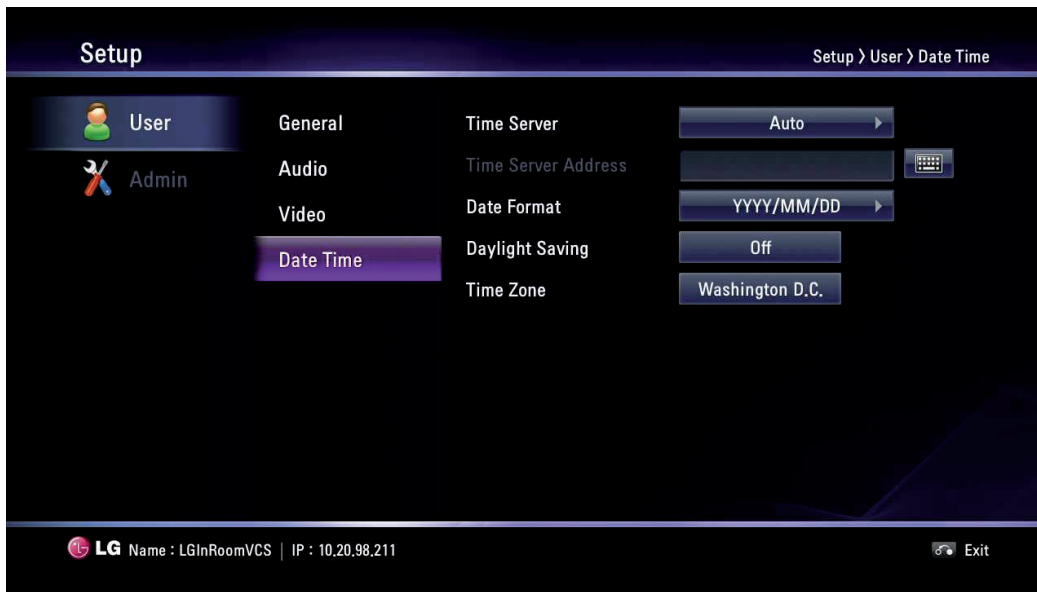 Setup
Setup > User > Date Time
User
Admin
General
Audio
Video
Date Time
Time Server Auto
Time Server Address
Date Format YYYY/MM/DD
Daylight Saving Off
Time Zone Washington D.C.
LG Name : LGInRoomVCS | IP : 10.20.98.211
Exit